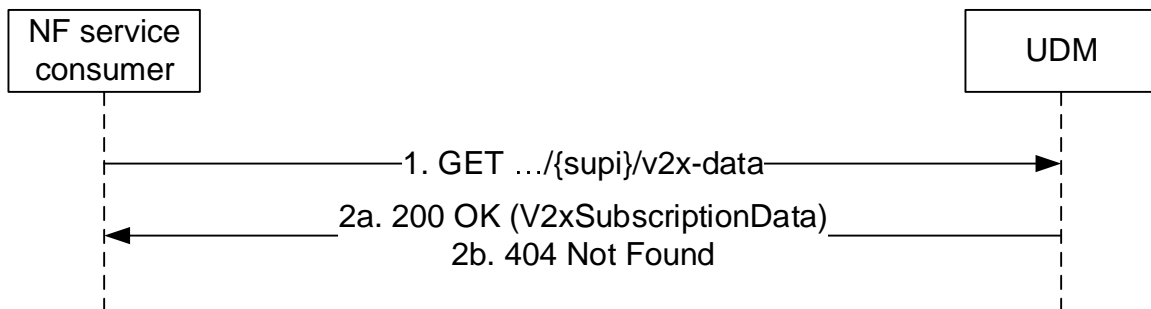 NF service
consumer
UDM
1. GET …/{supi}/v2x-data
2a. 200 OK (V2xSubscriptionData)
2b. 404 Not Found